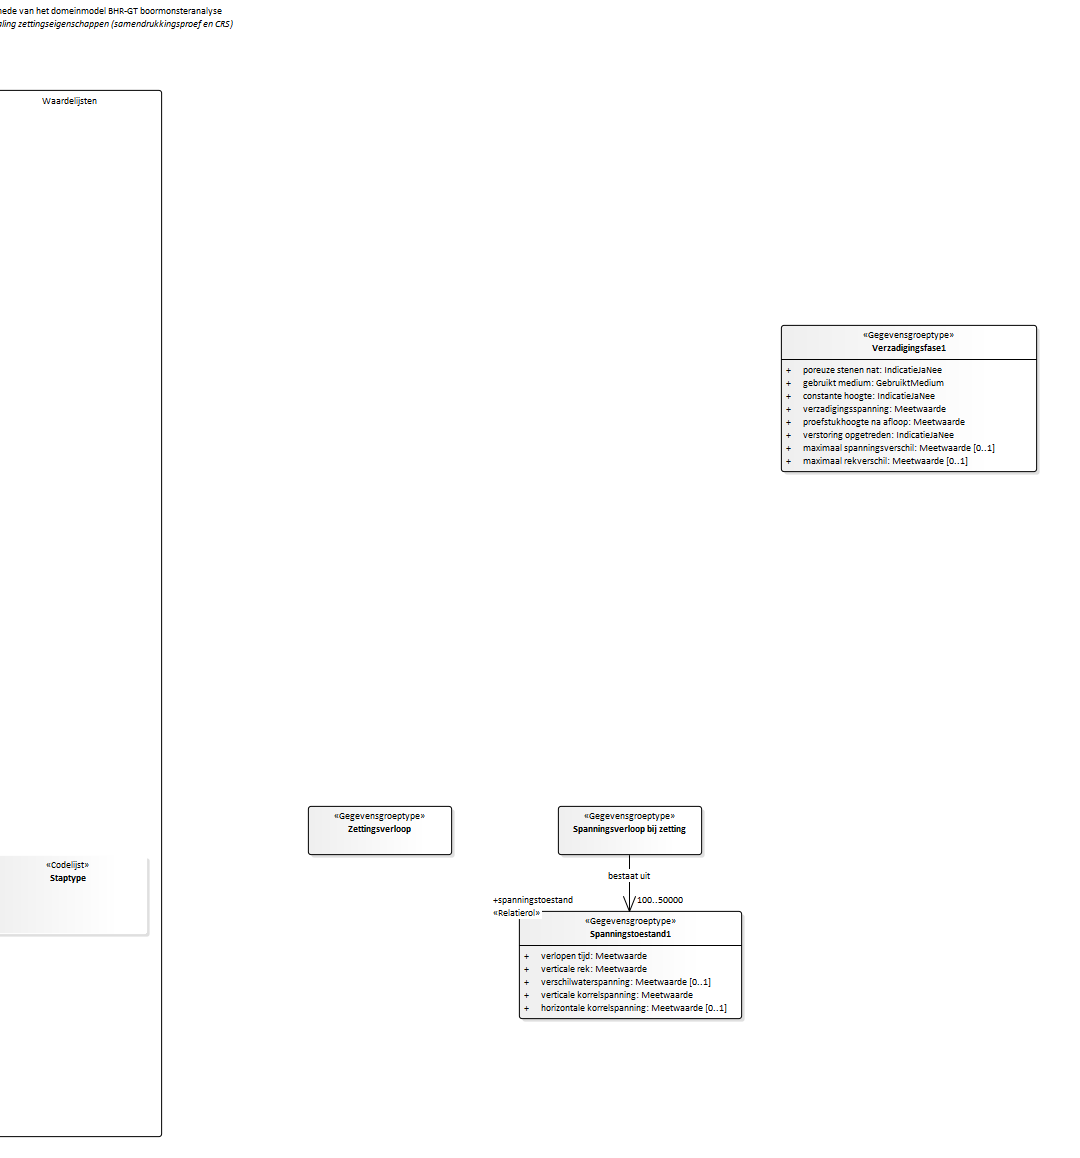 van het domeinmodel BHR-GT boormonsteranalyse
zettingseigenschappen (samendrukkingsproef en CRS)
Waardelijsten
«Gegevensgroeptype»
Verzadigingsfase1
+ poreuze stenen nat: IndicatieJaNee
+ gebruikt medium: GebruiktMedium
+ constante hoogte: IndicatieJaNee
+ verzadigingsspanning: Meetwaarde
+ proefstukhoogte na afloop: Meetwaarde
+ verstoring opgetreden: IndicatieJaNee
+ maximaal spanningsverschil: Meetwaarde [0..1]
+ maximaal rekverschil: Meetwaarde [0..1]
«Gegevensgroeptype»
Zettingsverloop
«Gegevensgroeptype»
Spanningsverloop bij zetting
«Codelijst»
Staptype
bestaat uit
+spanningstoestand
100..50000
«Relatierol»
«Gegevensgroeptype»
Spanningstoestand1
+ verlopen tijd: Meetwaarde
+ verticale rek: Meetwaarde
+ verschilwaterspanning: Meetwaarde [0..1]
+ verticale korrelspanning: Meetwaarde
+ horizontale korrelspanning: Meetwaarde [0..1]